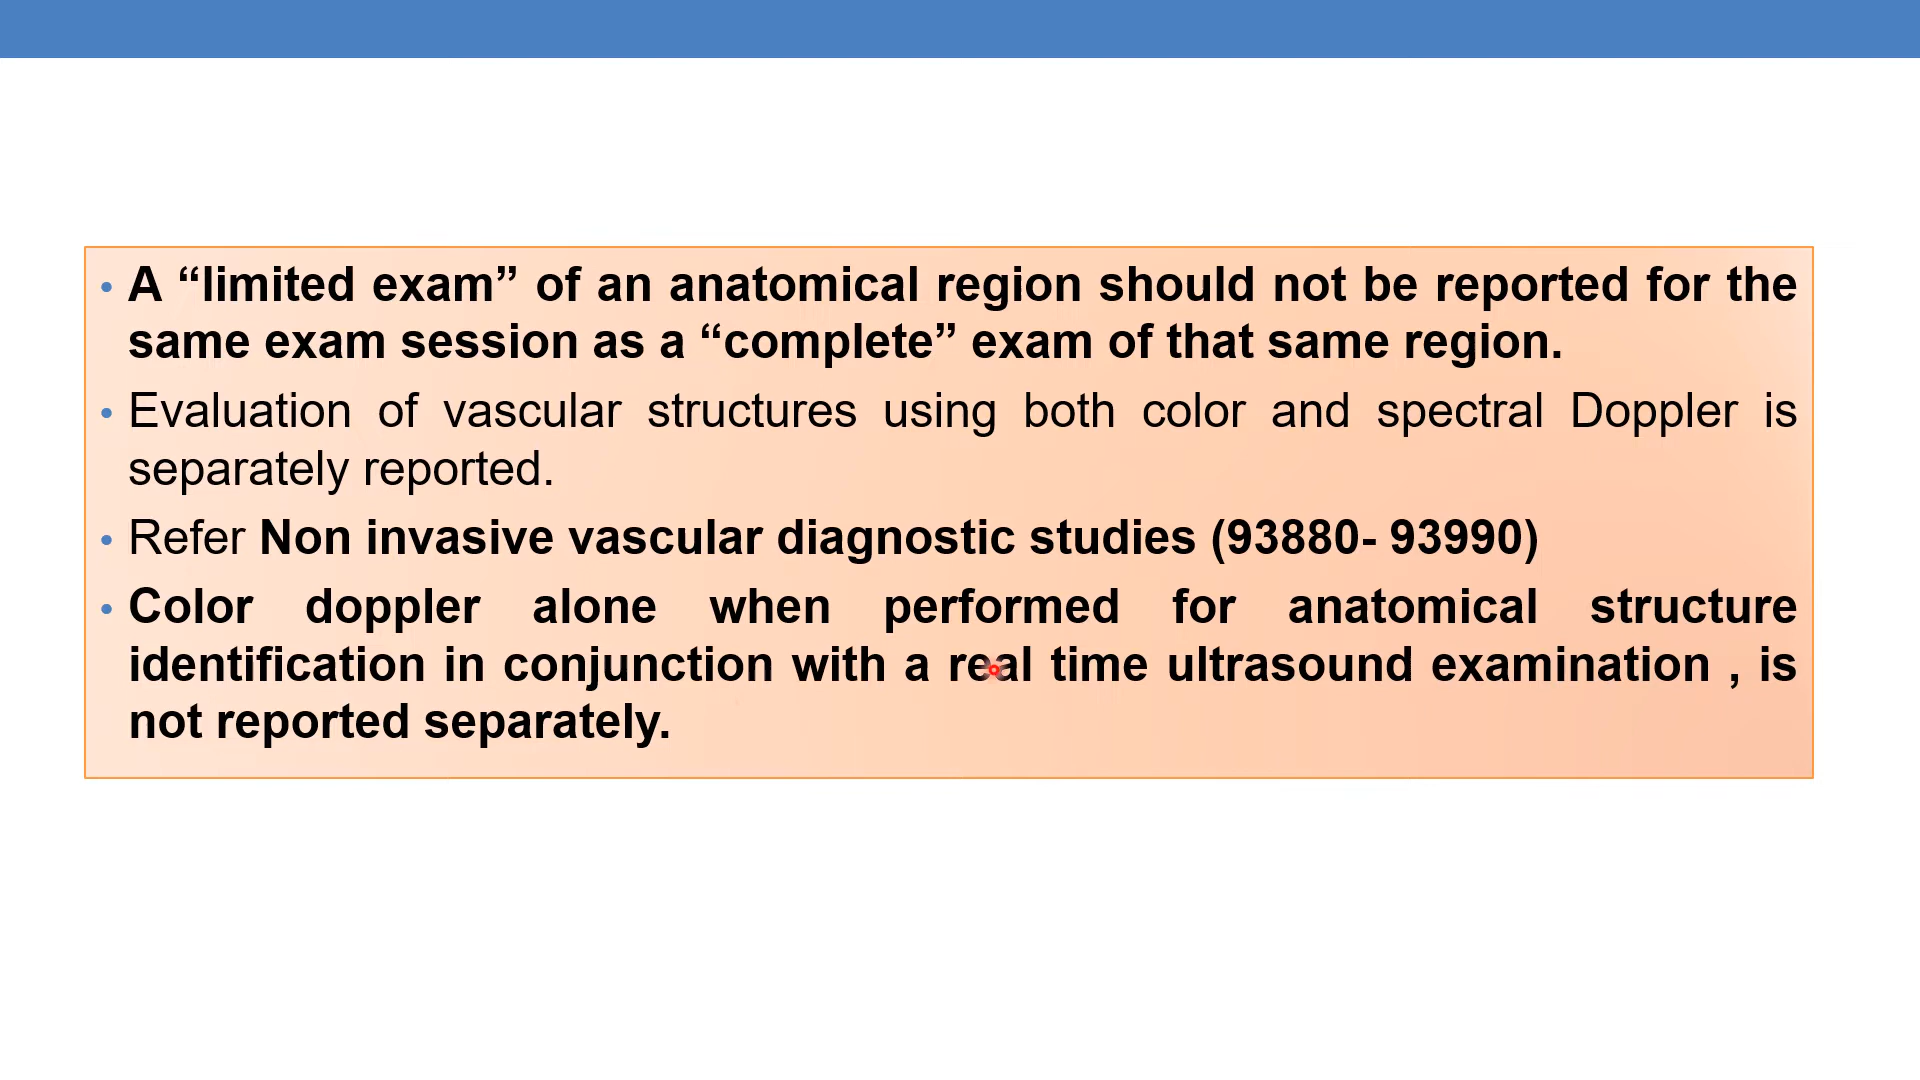 • A “limited exam” of an anatomical region should not be reported for the
same exam session as a “complete” exam of that same region.
• Evaluation of vascular structures using both color and spectral Doppler is
separately reported.
• Refer Non invasive vascular diagnostic studies (93880- 93990)
• Color doppler alone when performed for anatomical structure
identification in conjunction with a real time ultrasound examination , is
not reported separately.